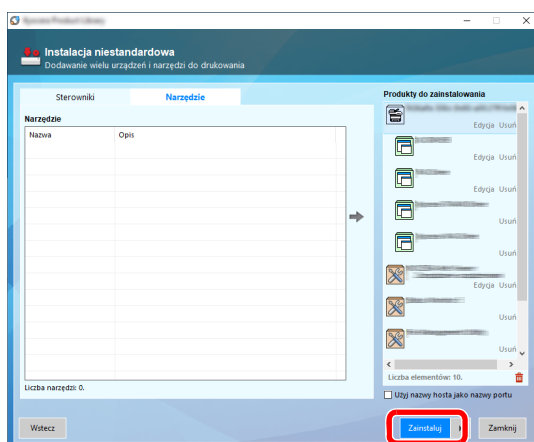 Instalacja niestandardowa
Dodawanie wielu urządzeń i narzędzi do drukowania
Sterowniki
Narzędzie
Narzędzie
Nazwa
Opis
Liczba narzędzi: 0.
Produkty do zainstalowania
Edycja Usuń
Edycja Usuń
Edycja Usuń
Usuń
Usuń
Edycja Usuń
Usuń
Usuń
Liczba elementów: 10.
Użyj nazwy hosta jako nazwy portu
Wstecz
Zainstaluj
Zamknij